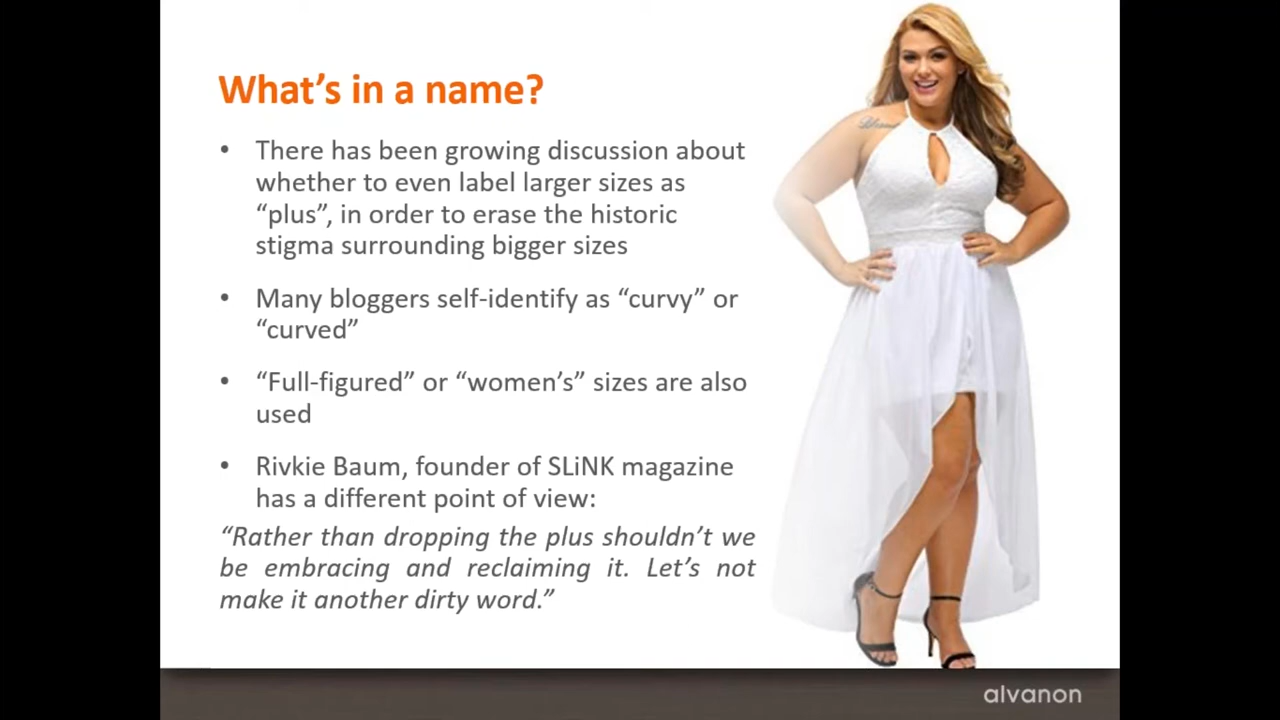 What’s in a name?
• There has been growing discussion about
whether to even label larger sizes as
“plus”, in order to erase the historic
stigma surrounding bigger sizes
• Many bloggers self-identify as “curvy” or
“curved”
• “Full-figured” or “women’s” sizes are also
used
• Rivkie Baum, founder of SLiNK magazine
has a different point of view:
“Rather than dropping the plus shouldn’t we
be embracing and reclaiming it. Let’s not
make it another dirty word.”
alvanon